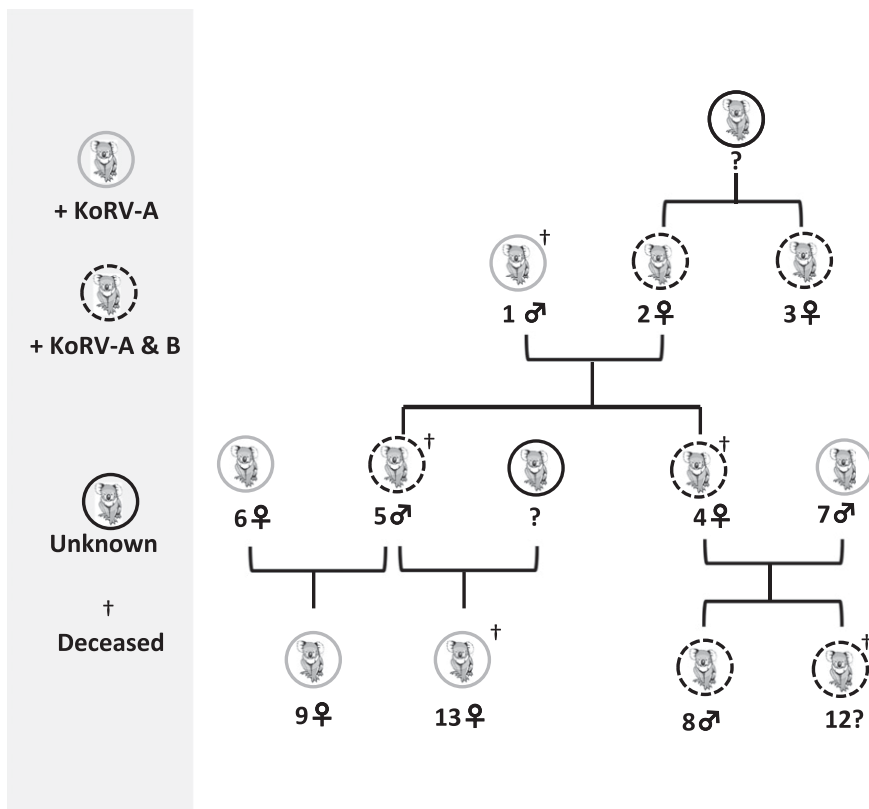 + KoRV-A
+ KoRV-A & B
Unknown
†
Deceased
?
†
1 ♂ 2♀ 3♀
† †
6♀ 5♂ ? 4♀ 7♂
† †
9♀ 13♀ 8♂ 12?